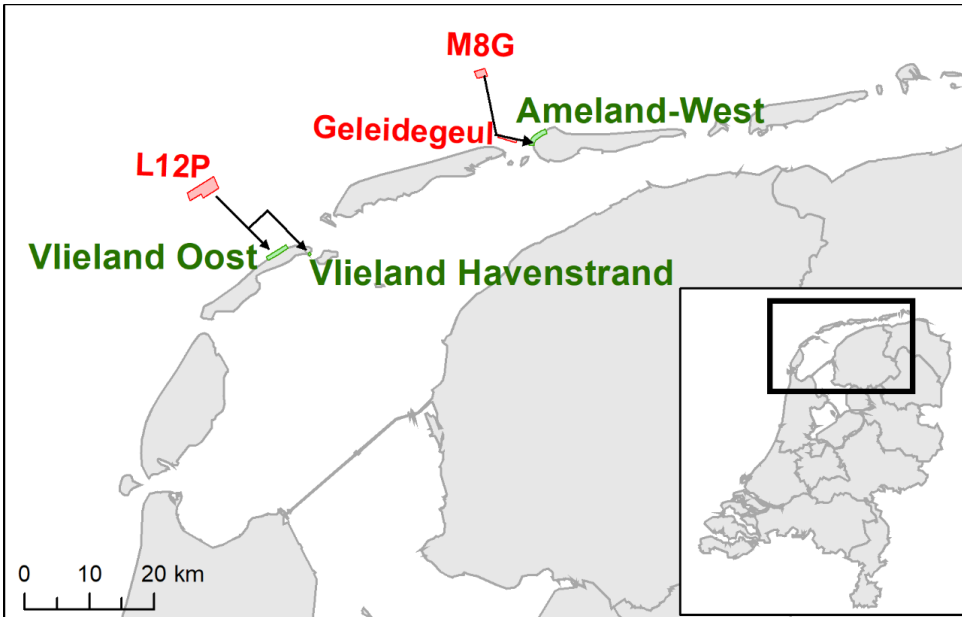 M8G
Ameland-West
Geleidegeul
L12P
Vlieland Oost
Vlieland Havenstrand
0 10 20 km